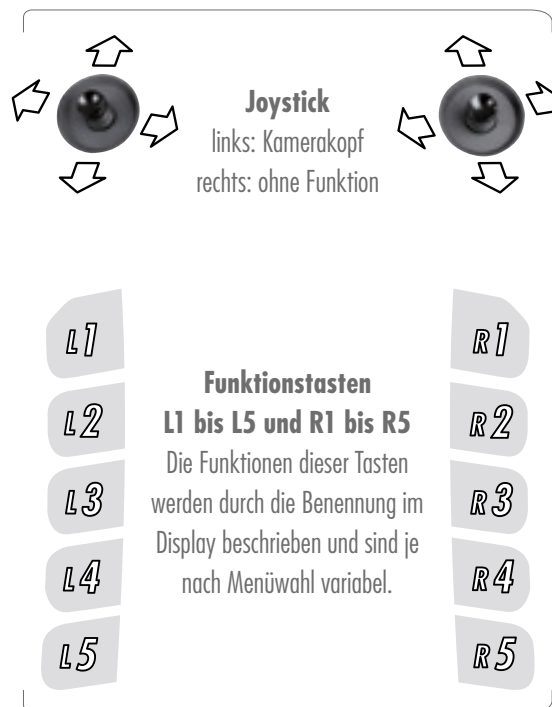 Joystick
links: Kamerakopf
rechts: ohne Funktion
L1
R1
L2
R2
L3
R3
L4
R4
L5
R5
Funktionstasten
L1 bis L5 und R1 bis R5
Die Funktionen dieser Tasten
werden durch die Benennung im
Display beschrieben und sind je
nach Menüwahl variabel.